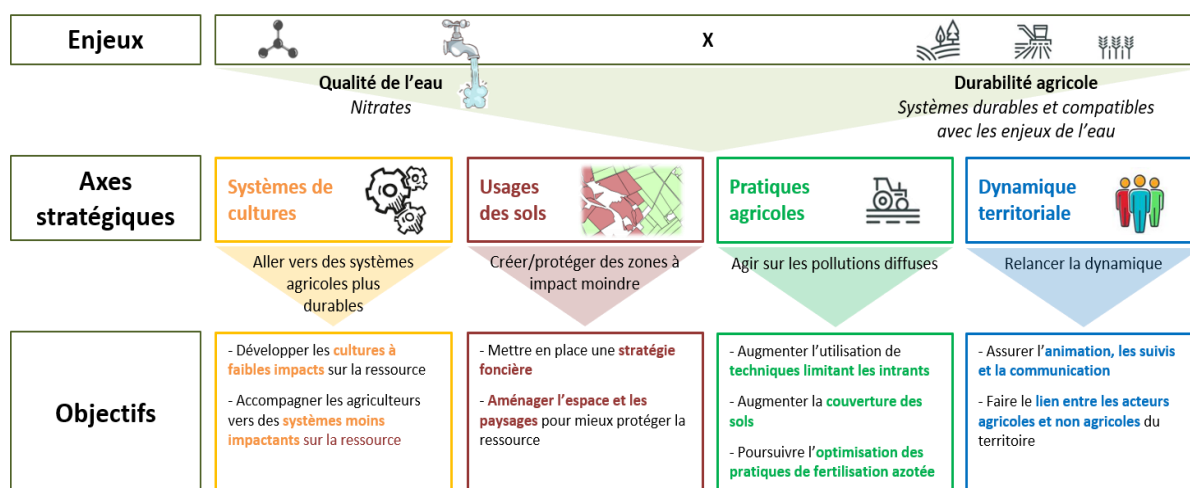 Enjeux
X
Qualité de l’eau
Nitrates
Durabilité agricole
Systèmes durables et compatibles
avec les enjeux de l’eau
Axes
stratégiques
Systèmes de
cultures
Usages
des sols
Pratiques
agricoles
Dynamique
territoriale
Aller vers des systèmes
agricoles plus
durables
Créer/protéger des zones à
impact moindre
Agir sur les pollutions diffuses
Relancer la dynamique
Objectifs
- Développer les cultures à
faibles impacts sur la ressource
- Accompagner les agriculteurs
vers des systèmes moins
impactants sur la ressource
- Mettre en place une stratégie
foncière
- Aménager l’espace et les
paysages pour mieux protéger la
ressource
- Augmenter l’utilisation de
techniques limitant les intrants
- Augmenter la couverture des
sols
- Poursuivre l’optimisation des
pratiques de fertilisation azotée
- Assurer l’animation, les suivis
et la communication
- Faire le lien entre les acteurs
agricoles et non agricoles du
territoire